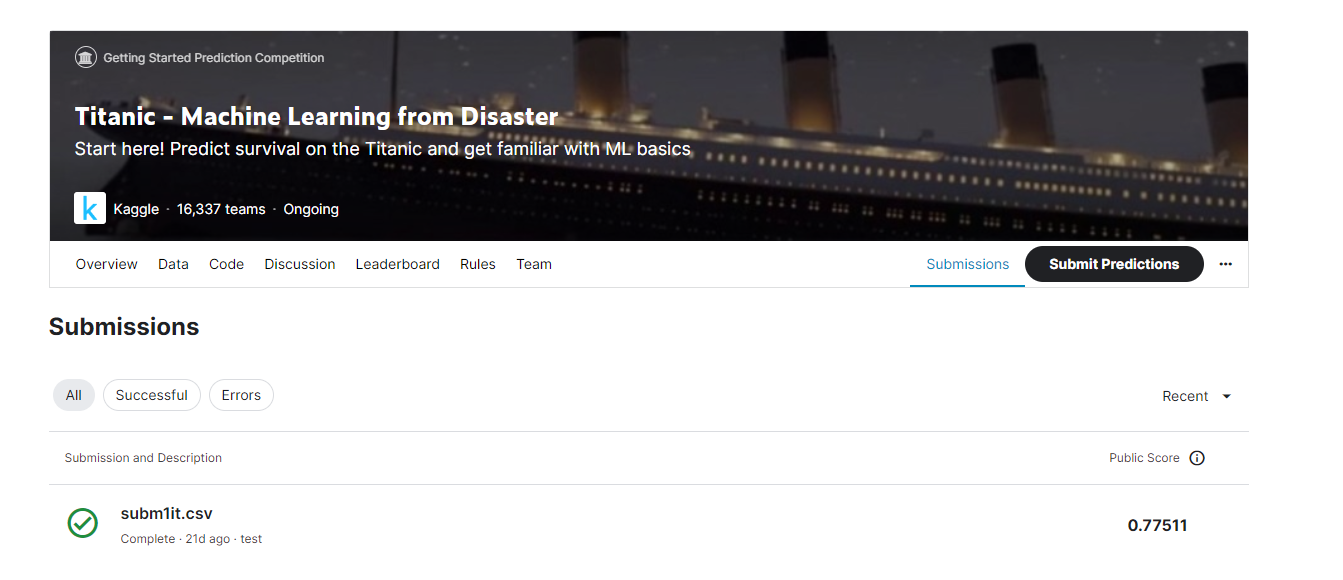 Getting Started Prediction Competition
Titanic - Machine Learning from Disaster
Start here! Predict survival on the Titanic and get familiar with ML basics
k Kaggle · 16,337 teams · Ongoing
Overview Data Code Discussion Leaderboard Rules Team Submissions Submit Predictions ...
Submissions
All Successful Errors Recent
Submission and Description Public Score
subm1it.csv
Complete · 21d ago · test
0.77511